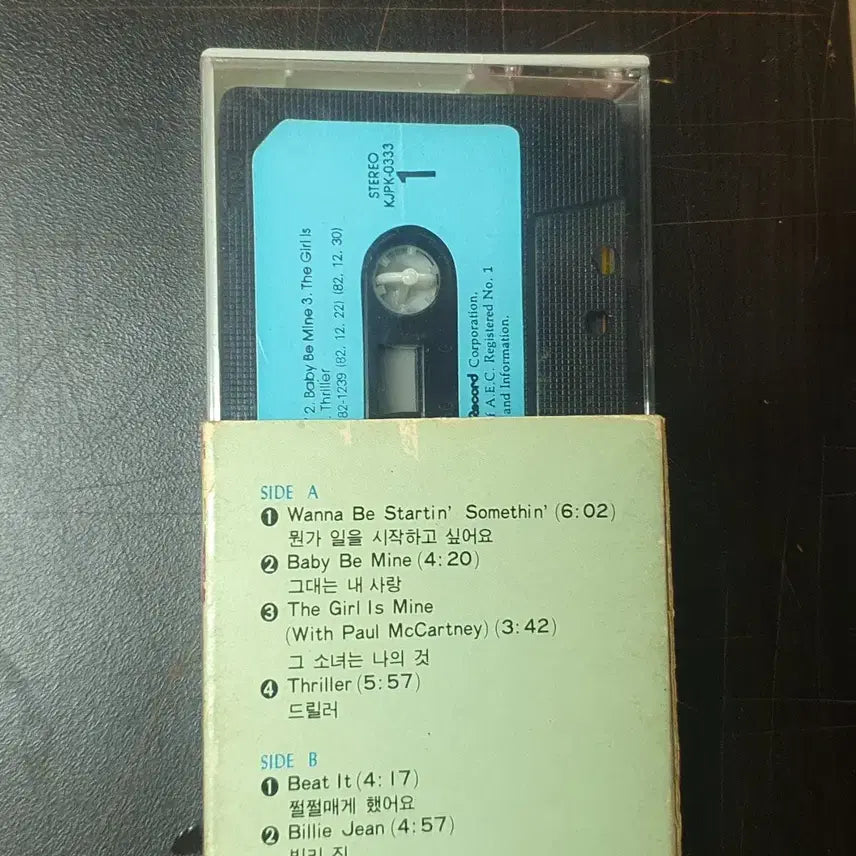 STEREO
KJPK-0333
1
2. Baby Be Mine 3. The Girl Is
Thriller
82-1239 (82. 12. 22) (82. 12. 30)
Record Corporation,
A.E.C. Registered No. 1
and Information.
SIDE A
❶ Wanna Be Startin' Somethin' (6:02)
뭔가 일을 시작하고 싶어요
❷ Baby Be Mine (4:20)
그대는 내 사랑
❸ The Girl Is Mine
(With Paul McCartney) (3:42)
그 소녀는 나의 것
❹ Thriller (5:57)
드릴러
SIDE B
❶ Beat It (4:17)
쩔쩔매게 했어요
❷ Billie Jean (4:57)